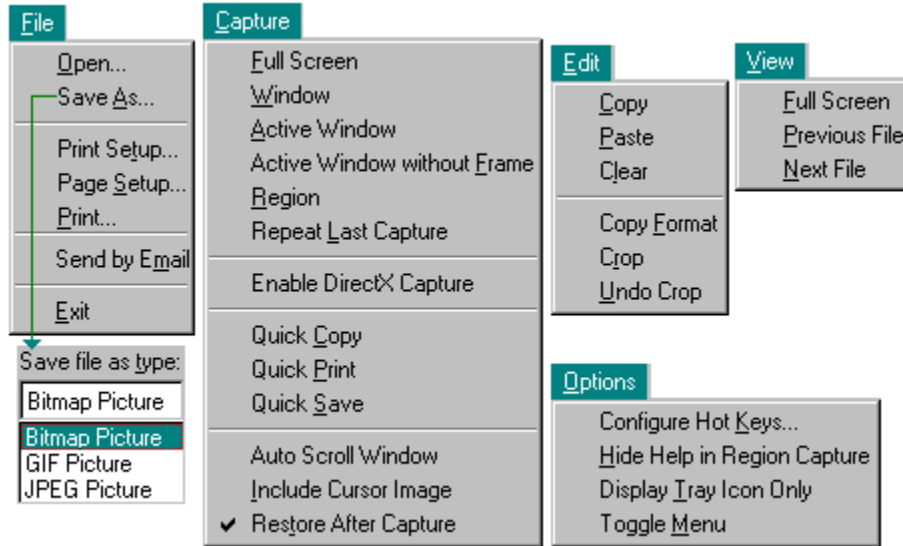 File
Open...
Save As...
Print Setup...
Page Setup...
Print...
Send by Email
Exit
Save file as type:
Bitmap Picture
Bitmap Picture
GIF Picture
JPEG Picture
Capture
Full Screen
Window
Active Window
Active Window without Frame
Region
Repeat Last Capture
Enable DirectX Capture
Quick Copy
Quick Print
Quick Save
Auto Scroll Window
Include Cursor Image
✔ Restore After Capture
Edit
Copy
Paste
Clear
Copy Format
Crop
Undo Crop
View
Full Screen
Previous File
Next File
Options
Configure Hot Keys...
Hide Help in Region Capture
Display Tray Icon Only
Toggle Menu